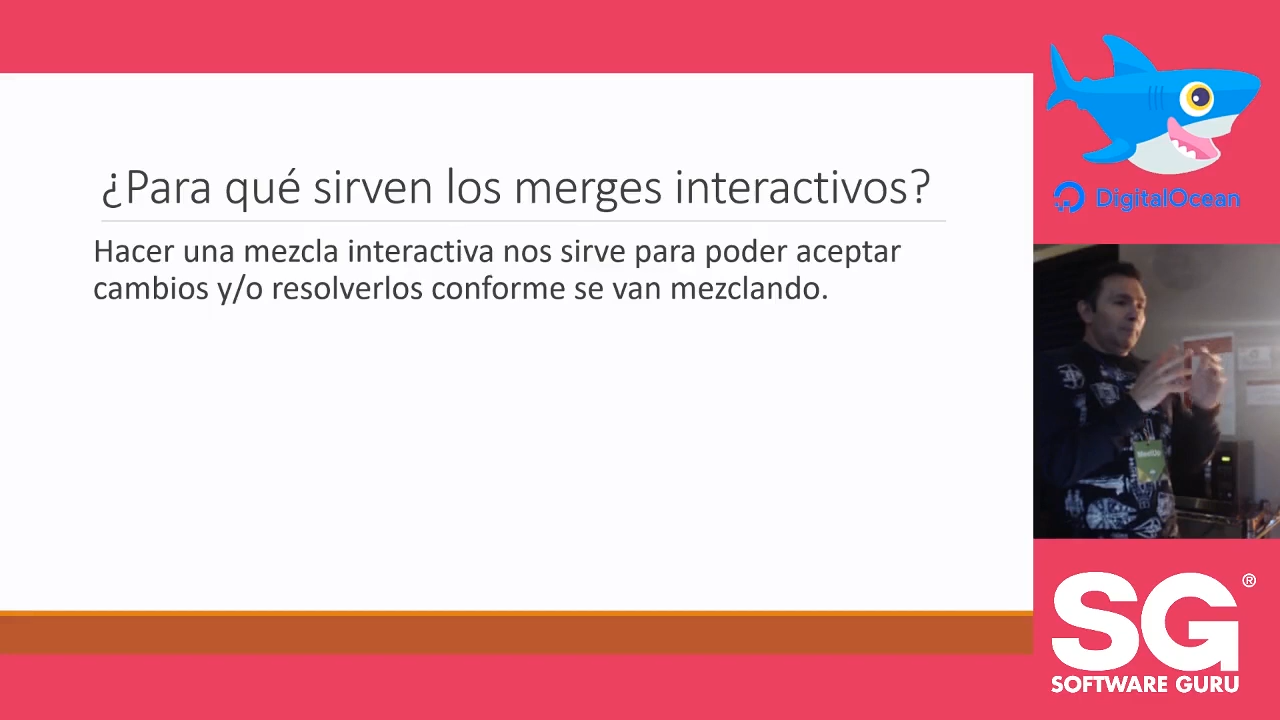 ¿Para qué sirven los merges interactivos?
Hacer una mezcla interactiva nos sirve para poder aceptar
cambios y/o resolverlos conforme se van mezclando.
DigitalOcean
MeetUp
SG®
SOFTWARE GURU